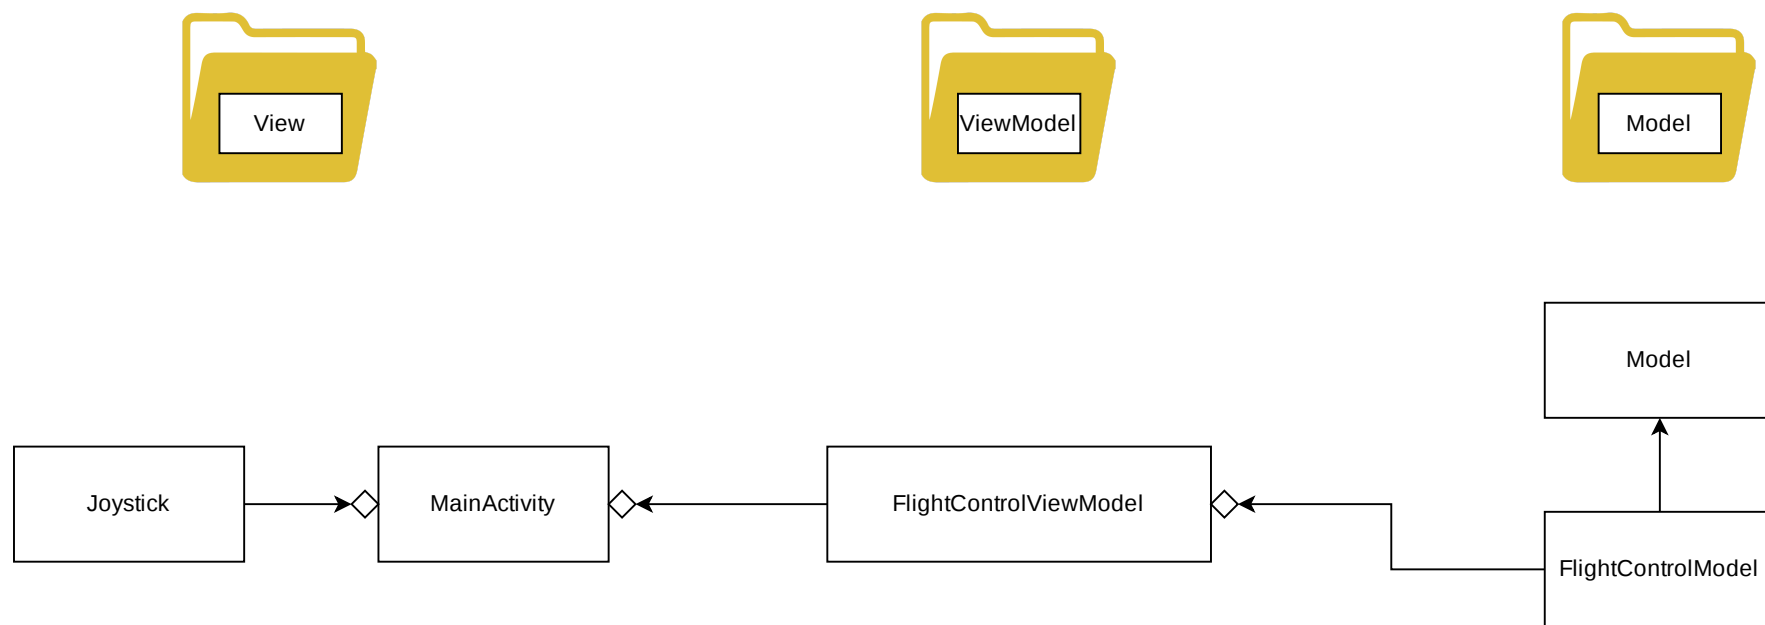 View
ViewModel
Model
Model
Joystick
MainActivity
FlightControlViewModel
FlightControlModel